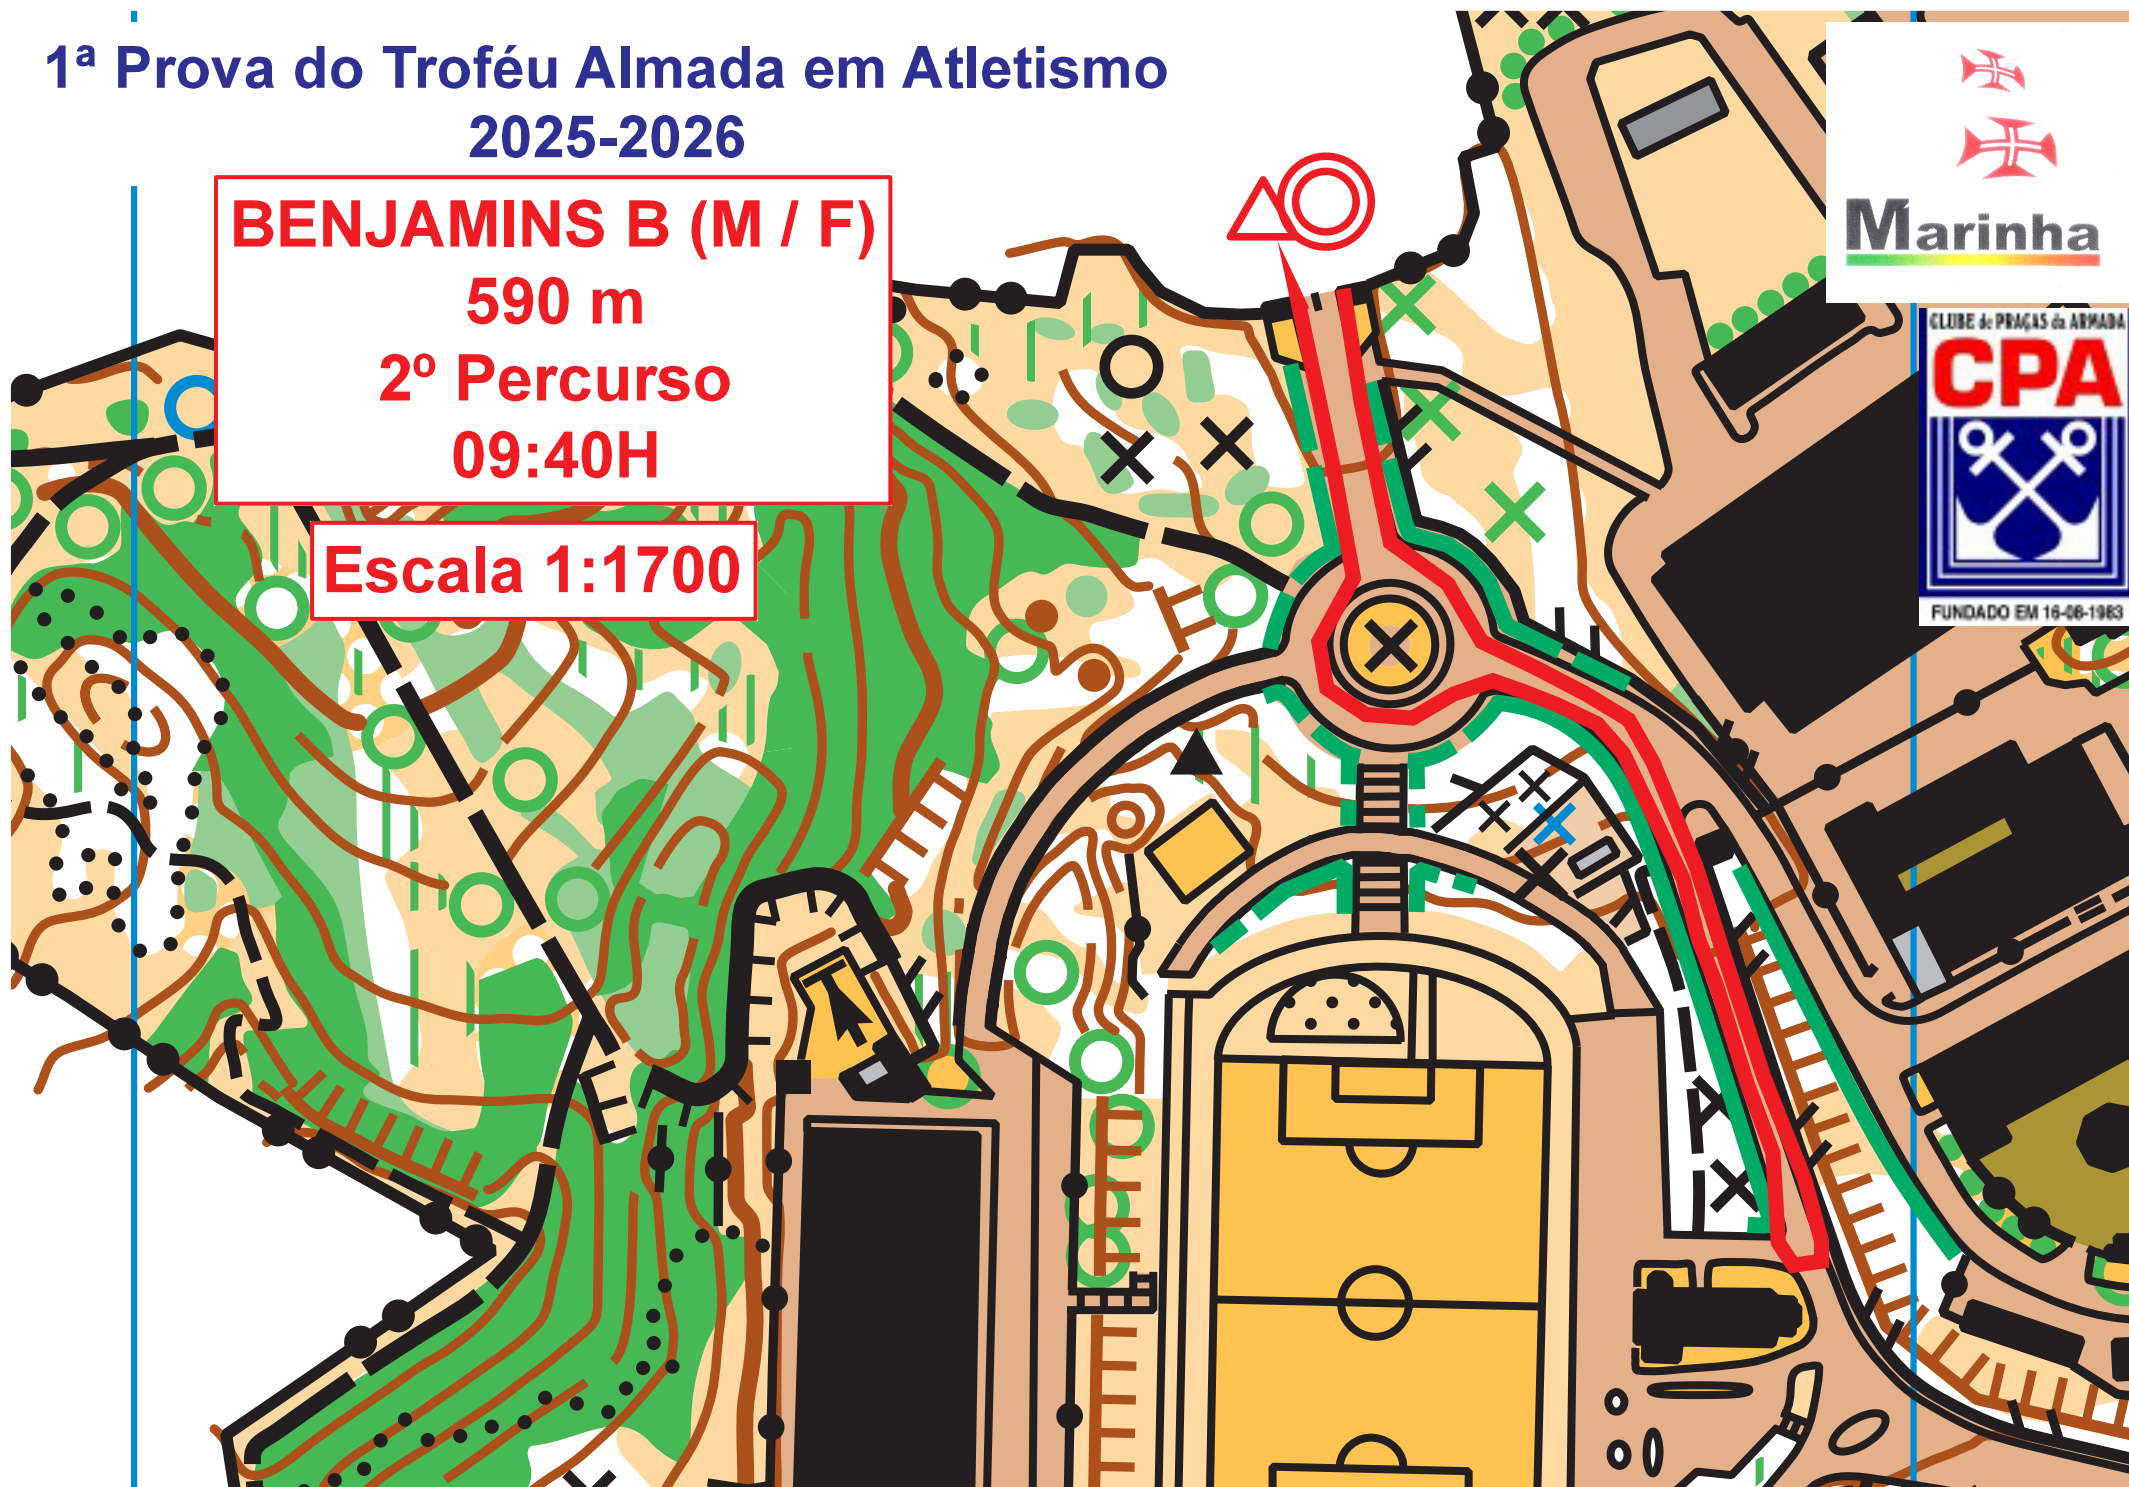 1ª Prova do Troféu Almada em Atletismo
2025-2026
BENJAMINS B (M / F)
590 m
2º Percurso
09:40H
Escala 1:1700
Marinha
CLUBE de PRAÇAS da ARMADA
CPA
FUNDADO EM 16-08-1983